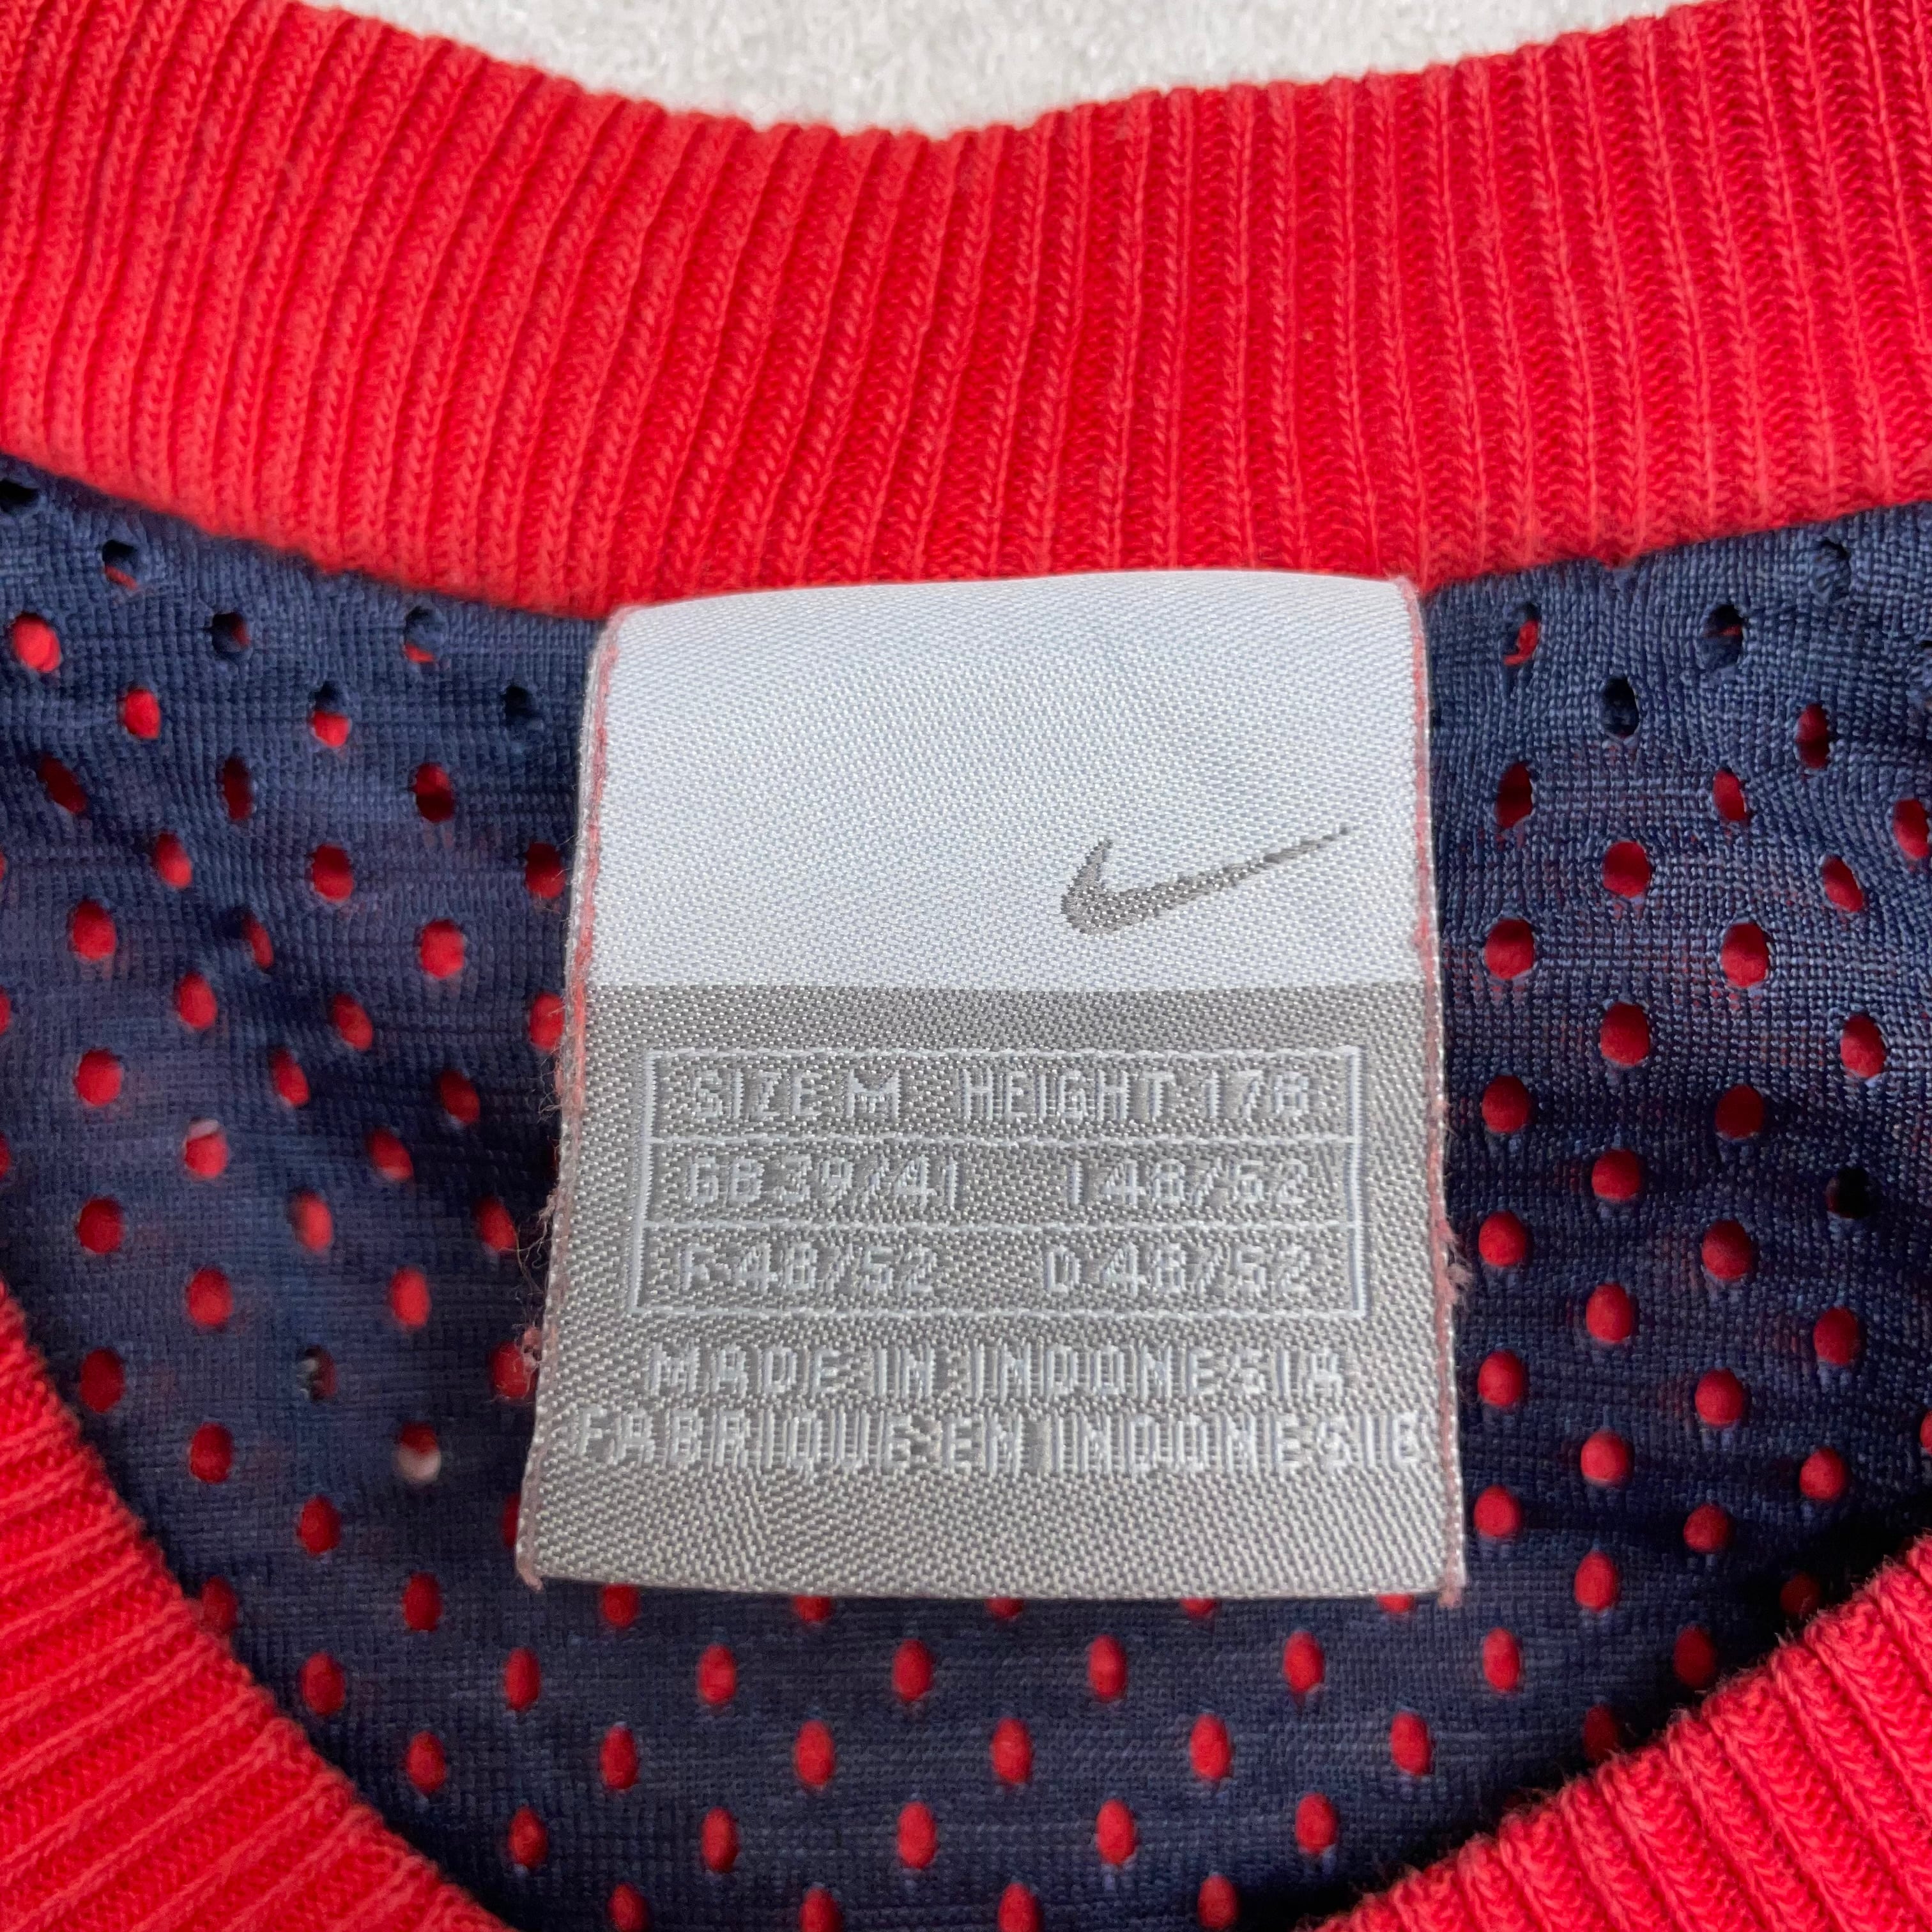 SIZE M HEIGHT 178
GB 39/41 I 48/52
F 48/52 D 48/52
MADE IN INDONESIA
FABRIQUE EN INDONESIE